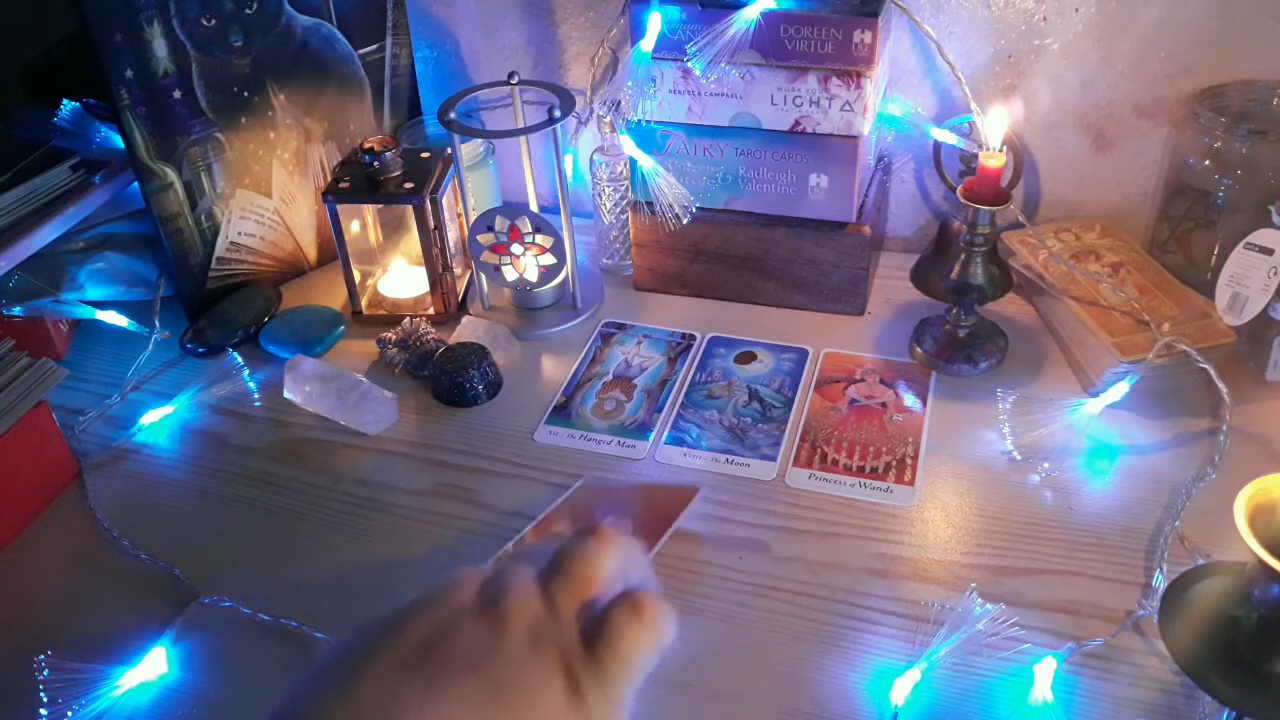 DOREEN
VIRTUE
REBECCA CAMPBELL
WORK YOUR
LIGHT
FAIRY TAROT CARDS
Radleigh
Valentine
XII - The Hanged Man
XVIII - The Moon
Princess of Wands